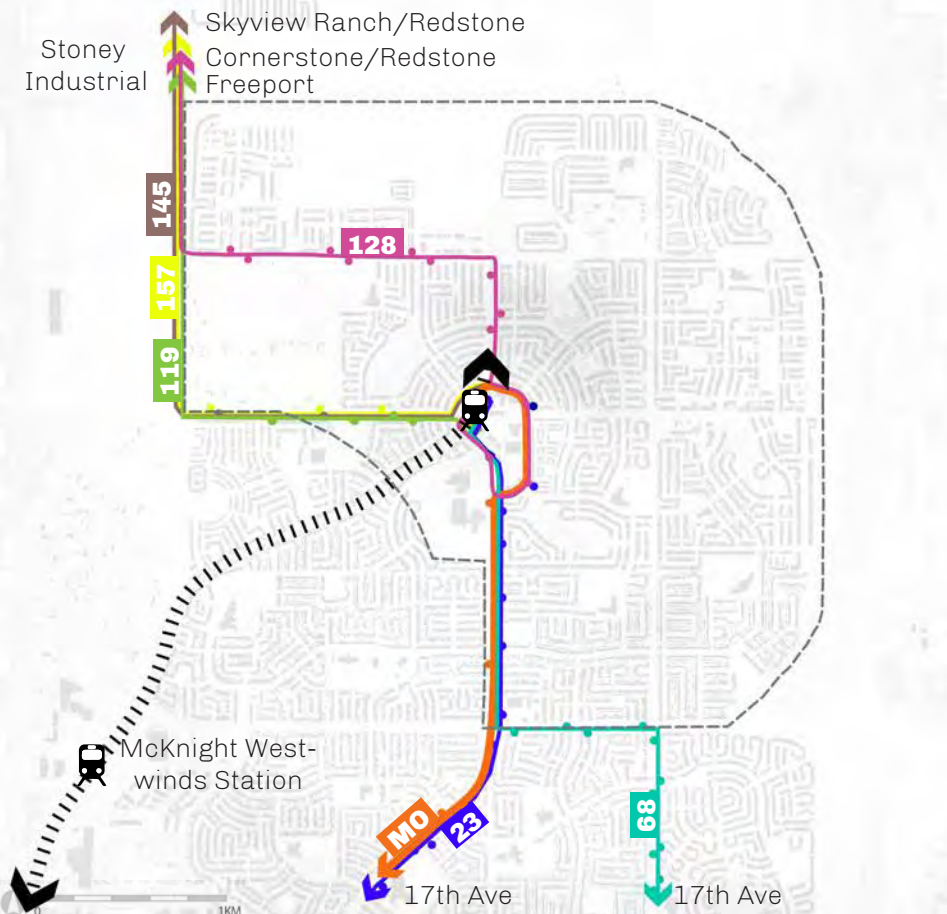 Skyview Ranch/Redstone
Stoney
Industrial
Cornerstone/Redstone
Freeport
145
128
157
119
McKnight West-
winds Station
MO
23
68
17th Ave
17th Ave
0
1KM